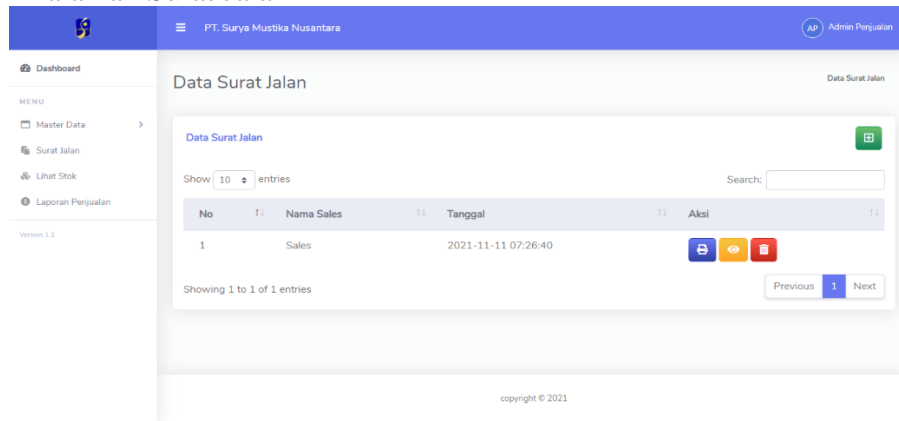 PT. Surya Mustika Nusantara
AP Admin Penjualan
Dashboard
MENU
Master Data
Surat Jalan
Lihat Stok
Laporan Penjualan
Version 1.1
Data Surat Jalan
Data Surat Jalan
Data Surat Jalan
Show 10 entries
Search:
No Nama Sales Tanggal Aksi
1 Sales 2021-11-11 07:26:40
Showing 1 to 1 of 1 entries
Previous 1 Next
copyright © 2021